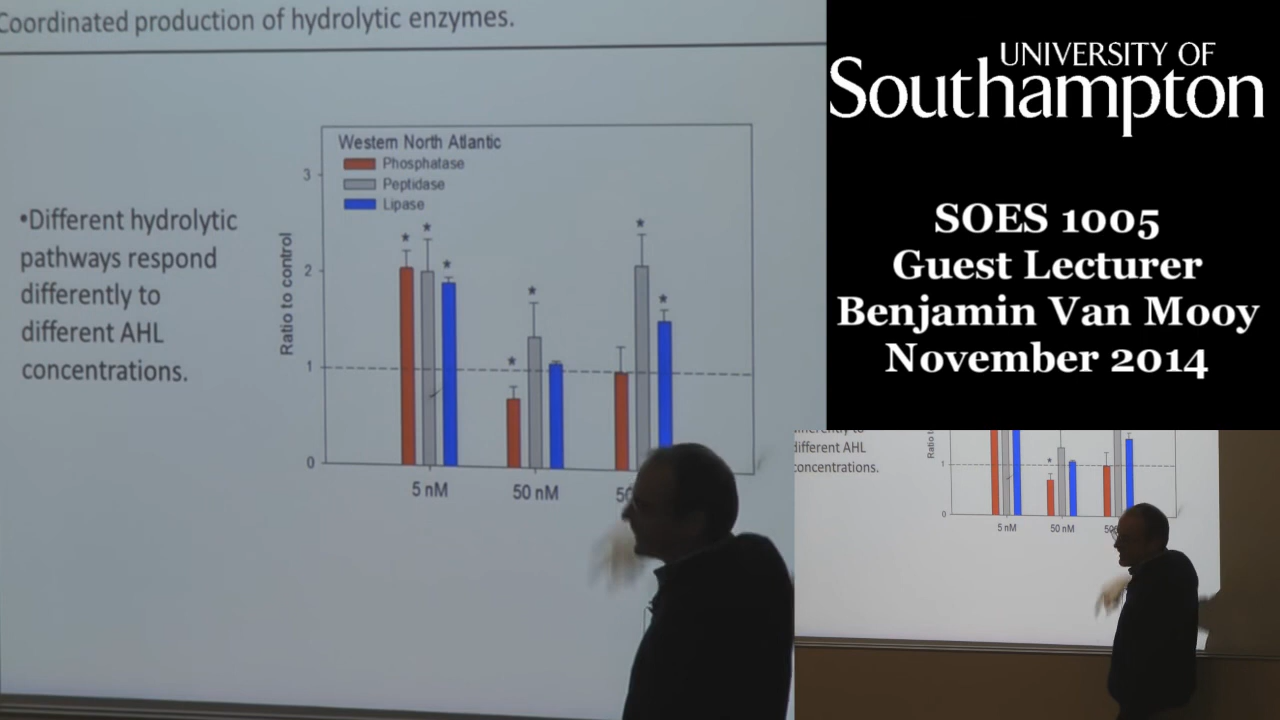 Coordinated production of hydrolytic enzymes.
•Different hydrolytic
pathways respond
differently to
different AHL
concentrations.
Western North Atlantic
Phosphatase
Peptidase
Lipase
Ratio to control
3
2
1
0
* * *
* *
* *
5 nM
50 nM
UNIVERSITY OF
Southampton
SOES 1005
Guest Lecturer
Benjamin Van Mooy
November 2014
different AHL
concentrations.
1
0
*
5 nM
50 nM